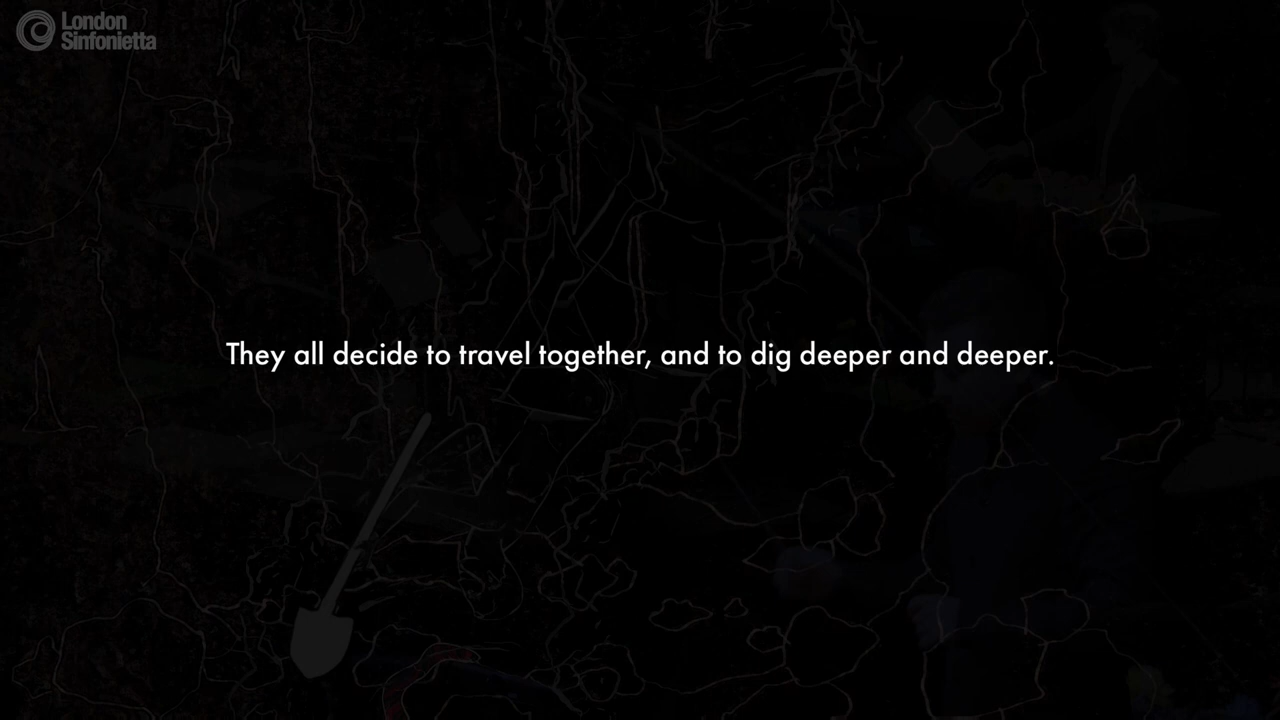 London
Sinfonietta
They all decide to travel together, and to dig deeper and deeper.